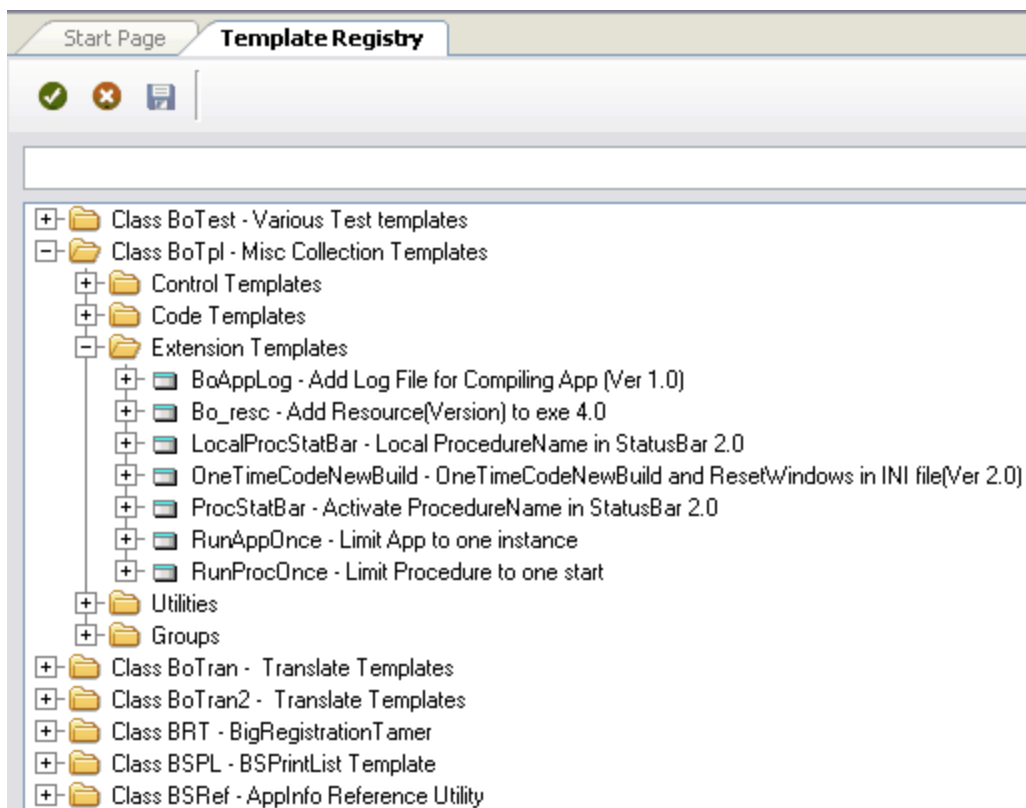 Start Page Template Registry
Class BoTest - Various Test templates
Class BoTpl - Misc Collection Templates
Control Templates
Code Templates
Extension Templates
BoAppLog - Add Log File for Compiling App (Ver 1.0)
Bo_resc - Add Resource(Version) to exe 4.0
LocalProcStatBar - Local ProcedureName in StatusBar 2.0
OneTimeCodeNewBuild - OneTimeCodeNewBuild and ResetWindows in INI file(Ver 2.0)
ProcStatBar - Activate ProcedureName in StatusBar 2.0
RunAppOnce - Limit App to one instance
RunProcOnce - Limit Procedure to one start
Utilities
Groups
Class BoTran -  Translate Templates
Class BoTran2 -  Translate Templates
Class BRT - BigRegistrationTamer
Class BSPL - BSPrintList Template
Class BSRef - AppInfo Reference Utility